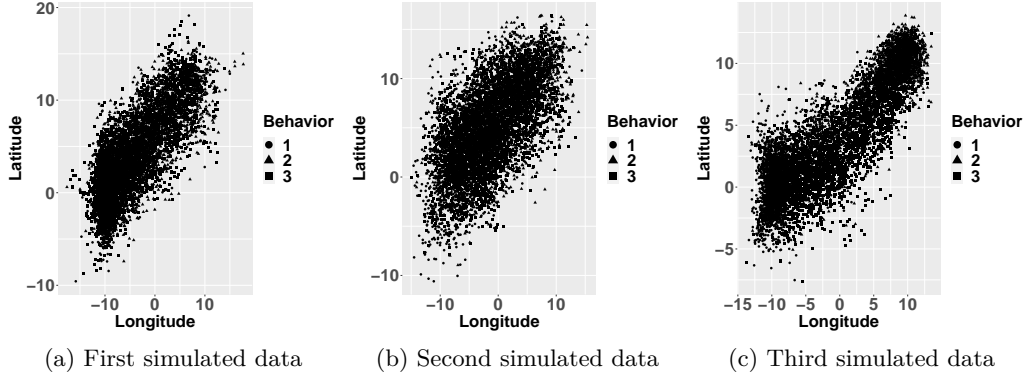 20
10
0
−10
−10 0 10
Latitude
Longitude
Behavior
1
2
3
(a) First simulated data
10
0
−10
−10 0 10
Latitude
Longitude
Behavior
1
2
3
(b) Second simulated data
10
5
0
−5
−15 −10 −5 0 5 10
Latitude
Longitude
Behavior
1
2
3
(c) Third simulated data